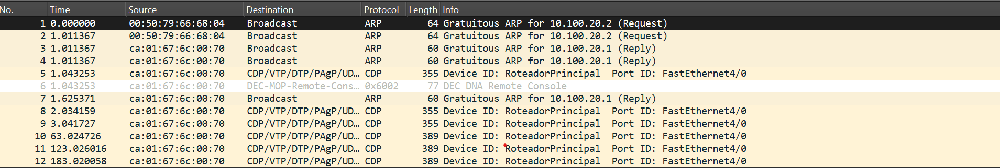 No. Time Source Destination Protocol Length Info
1 0.000000 00:50:79:66:68:04 Broadcast ARP 64 Gratuitous ARP for 10.100.20.2 (Request)
2 1.011367 00:50:79:66:68:04 Broadcast ARP 64 Gratuitous ARP for 10.100.20.2 (Request)
3 1.011367 ca:01:67:6c:00:70 Broadcast ARP 60 Gratuitous ARP for 10.100.20.1 (Reply)
4 1.011367 ca:01:67:6c:00:70 Broadcast ARP 60 Gratuitous ARP for 10.100.20.1 (Reply)
5 1.043253 ca:01:67:6c:00:70 CDP/VTP/DTP/PAgP/UD… CDP 355 Device ID: RoteadorPrincipal Port ID: FastEthernet4/0
6 1.043253 ca:01:67:6c:00:70 DEC-MOP-Remote-Cons… 0x6002 77 DEC DNA Remote Console
7 1.625371 ca:01:67:6c:00:70 Broadcast ARP 60 Gratuitous ARP for 10.100.20.1 (Reply)
8 2.034159 ca:01:67:6c:00:70 CDP/VTP/DTP/PAgP/UD… CDP 355 Device ID: RoteadorPrincipal Port ID: FastEthernet4/0
9 3.041727 ca:01:67:6c:00:70 CDP/VTP/DTP/PAgP/UD… CDP 355 Device ID: RoteadorPrincipal Port ID: FastEthernet4/0
10 63.024726 ca:01:67:6c:00:70 CDP/VTP/DTP/PAgP/UD… CDP 389 Device ID: RoteadorPrincipal Port ID: FastEthernet4/0
11 123.026016 ca:01:67:6c:00:70 CDP/VTP/DTP/PAgP/UD… CDP 389 Device ID: RoteadorPrincipal Port ID: FastEthernet4/0
12 183.020058 ca:01:67:6c:00:70 CDP/VTP/DTP/PAgP/UD… CDP 389 Device ID: RoteadorPrincipal Port ID: FastEthernet4/0